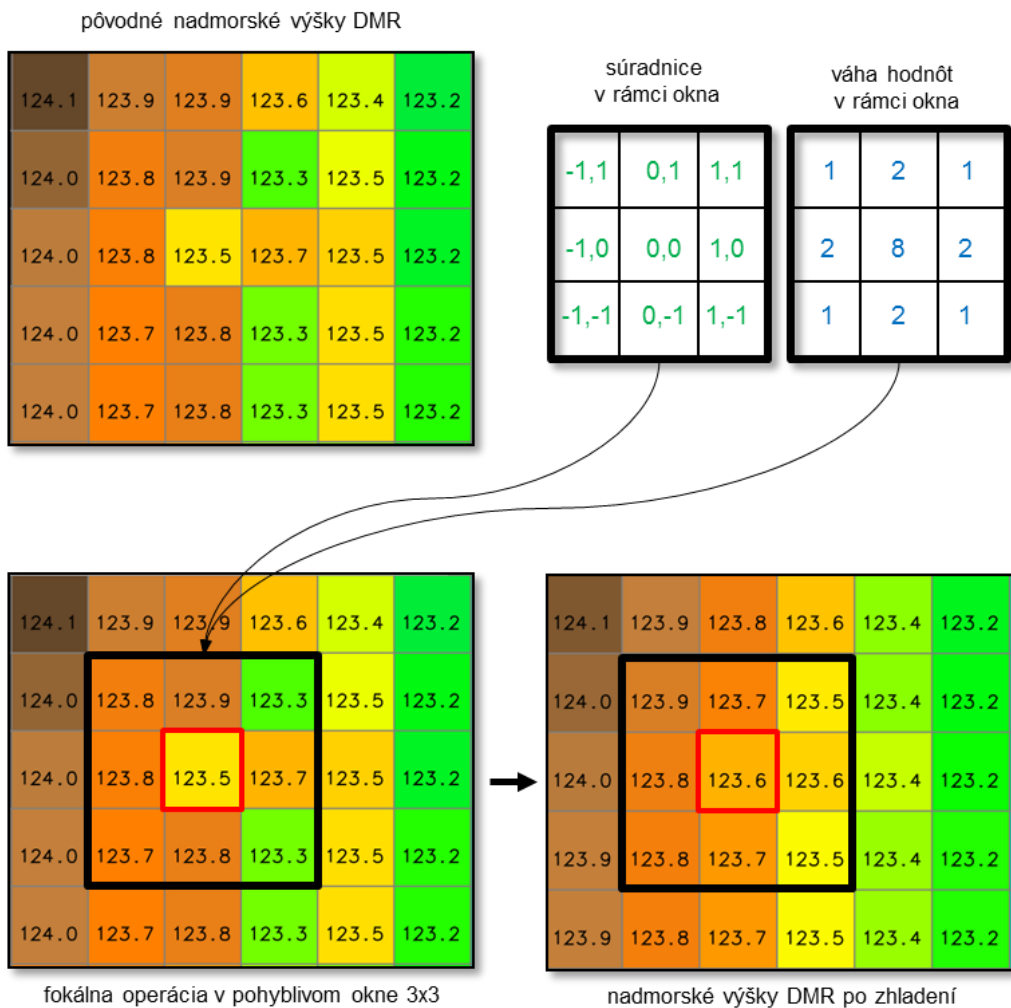 pôvodné nadmorské výšky DMR
124.1 123.9 123.9 123.6 123.4 123.2
124.0 123.8 123.9 123.3 123.5 123.2
124.0 123.8 123.5 123.7 123.5 123.2
124.0 123.7 123.8 123.3 123.5 123.2
124.0 123.7 123.8 123.3 123.5 123.2
súradnice
v rámci okna
-1,1 0,1 1,1
-1,0 0,0 1,0
-1,-1 0,-1 1,-1
váha hodnôt
v rámci okna
1 2 1
2 8 2
1 2 1
124.1 123.9 123.9 123.6 123.4 123.2
124.0 123.8 123.9 123.3 123.5 123.2
124.0 123.8 123.5 123.7 123.5 123.2
124.0 123.7 123.8 123.3 123.5 123.2
124.0 123.7 123.8 123.3 123.5 123.2
fokálna operácia v pohyblivom okne 3x3
124.1 123.9 123.8 123.6 123.4 123.2
124.0 123.9 123.7 123.5 123.4 123.2
124.0 123.8 123.6 123.6 123.4 123.2
123.9 123.8 123.7 123.5 123.4 123.2
123.9 123.8 123.7 123.5 123.4 123.2
nadmorské výšky DMR po zhladení